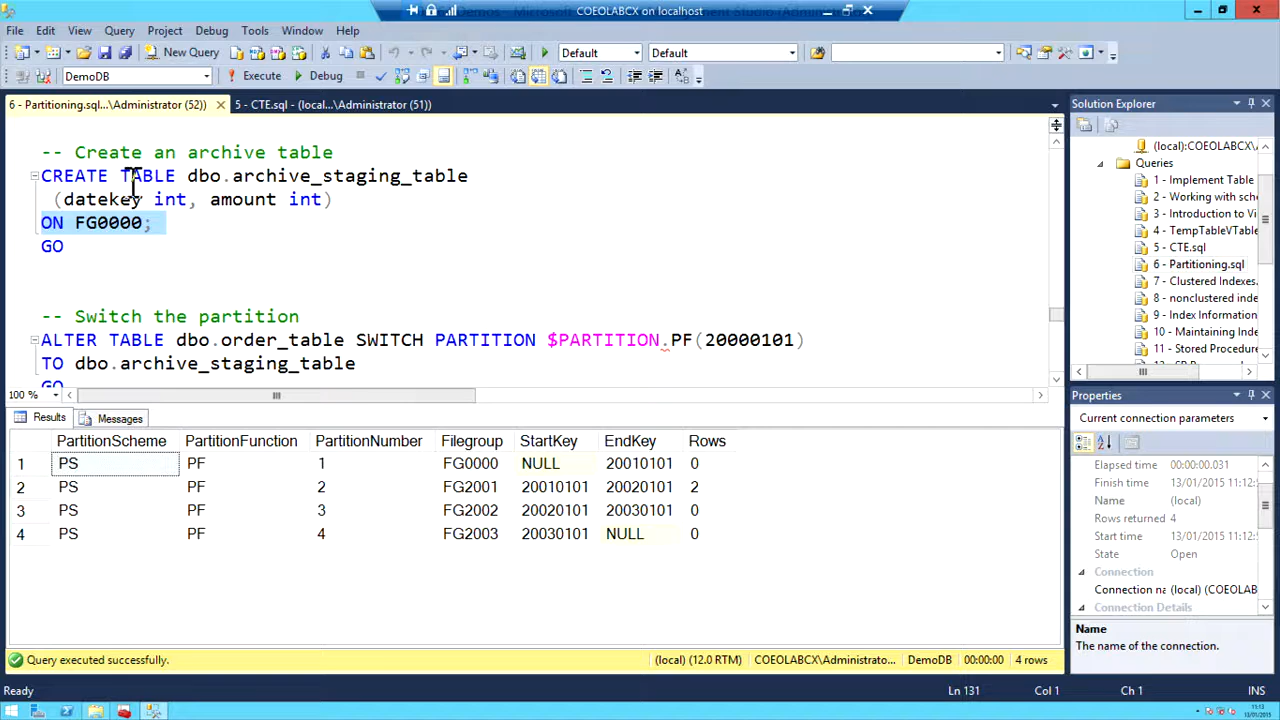 COEOLABCX on localhost
File Edit View Query Project Debug Tools Window Help
New Query Default Default
DemoDB Execute Debug
6 - Partitioning.sql...\Administrator (52)) 5 - CTE.sql - (local...\Administrator (51))
-- Create an archive table
CREATE TABLE dbo.archive_staging_table
(datekey int, amount int)
ON FG0000;
GO
-- Switch the partition
ALTER TABLE dbo.order_table SWITCH PARTITION $PARTITION.PF(20000101)
TO dbo.archive_staging_table
GO
100 %
Results Messages
PartitionScheme PartitionFunction PartitionNumber Filegroup StartKey EndKey Rows
1 PS PF 1 FG0000 NULL 20010101 0
2 PS PF 2 FG2001 20010101 20020101 2
3 PS PF 3 FG2002 20020101 20030101 0
4 PS PF 4 FG2003 20030101 NULL 0
Query executed successfully. (local) (12.0 RTM) COEOLABCX\Administrato... DemoDB 00:00:00 4 rows
Ready Ln 131 Col 1 Ch 1 INS
Solution Explorer
(local):COEOLABCX\
Queries
1 - Implement Table
2 - Working with sche
3 - Introduction to Vi
4 - TempTableVTable
5 - CTE.sql
6 - Partitioning.sql
7 - Clustered Indexes.
8 - nonclustered inde
9 - Index Information
10 - Maintaining Inde
11 - Stored Procedure
Properties
Current connection parameters
Elapsed time 00:00:00.031
Finish time 13/01/2015 11:12:
Name (local)
Rows returned 4
Start time 13/01/2015 11:12:
State Open
Connection
Connection na (local) (COEOLAB
Connection Details
Name
The name of the connection.
11:13
13/01/2015